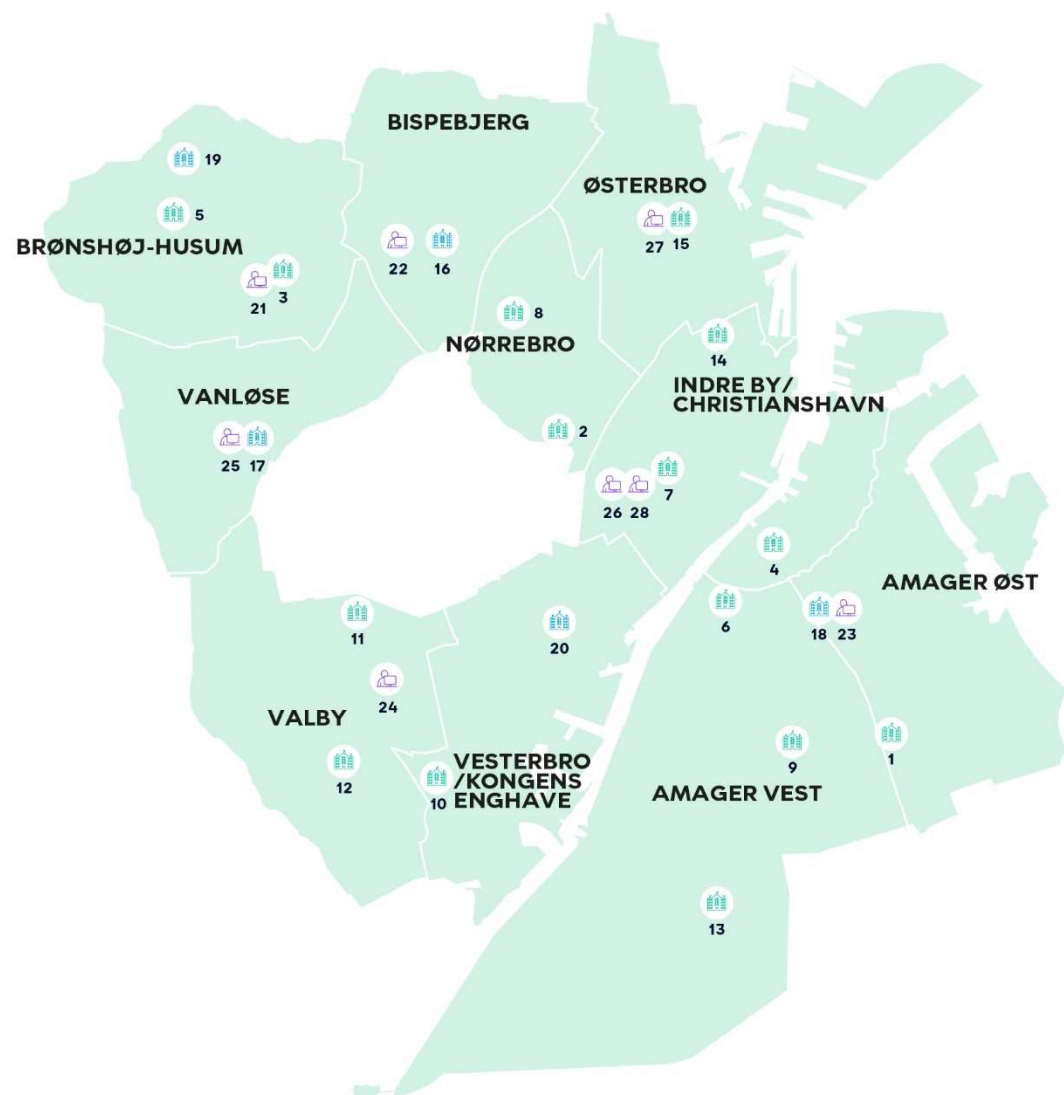 BISPEBJERG
19
ØSTERBRO
5
BRØNSHØJ-HUSUM
27 15
22 16
21 3
8
NØRREBRO
14
INDRE BY/
CHRISTIANSHAVN
VANLØSE
2
25 17
7
26 28
4
AMAGER ØST
11
6
18 23
20
24
VALBY
1
VESTERBRO
/KONGENS
ENGHAVE
9
12
10
AMAGER VEST
13